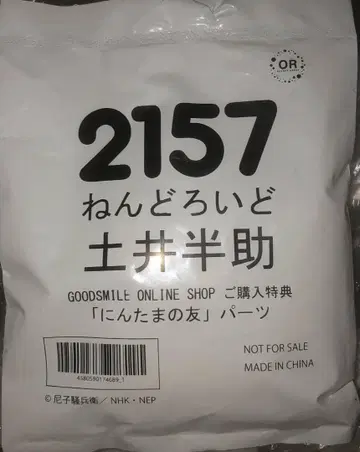 OR
2157
ねんどろいど
土井半助
GOODSMILE ONLINE SHOP ご購入特典
「にんたまの友」パーツ
NOT FOR SALE
MADE IN CHINA
4580590174689_1
©尼子騒兵衛／NHK・NEP